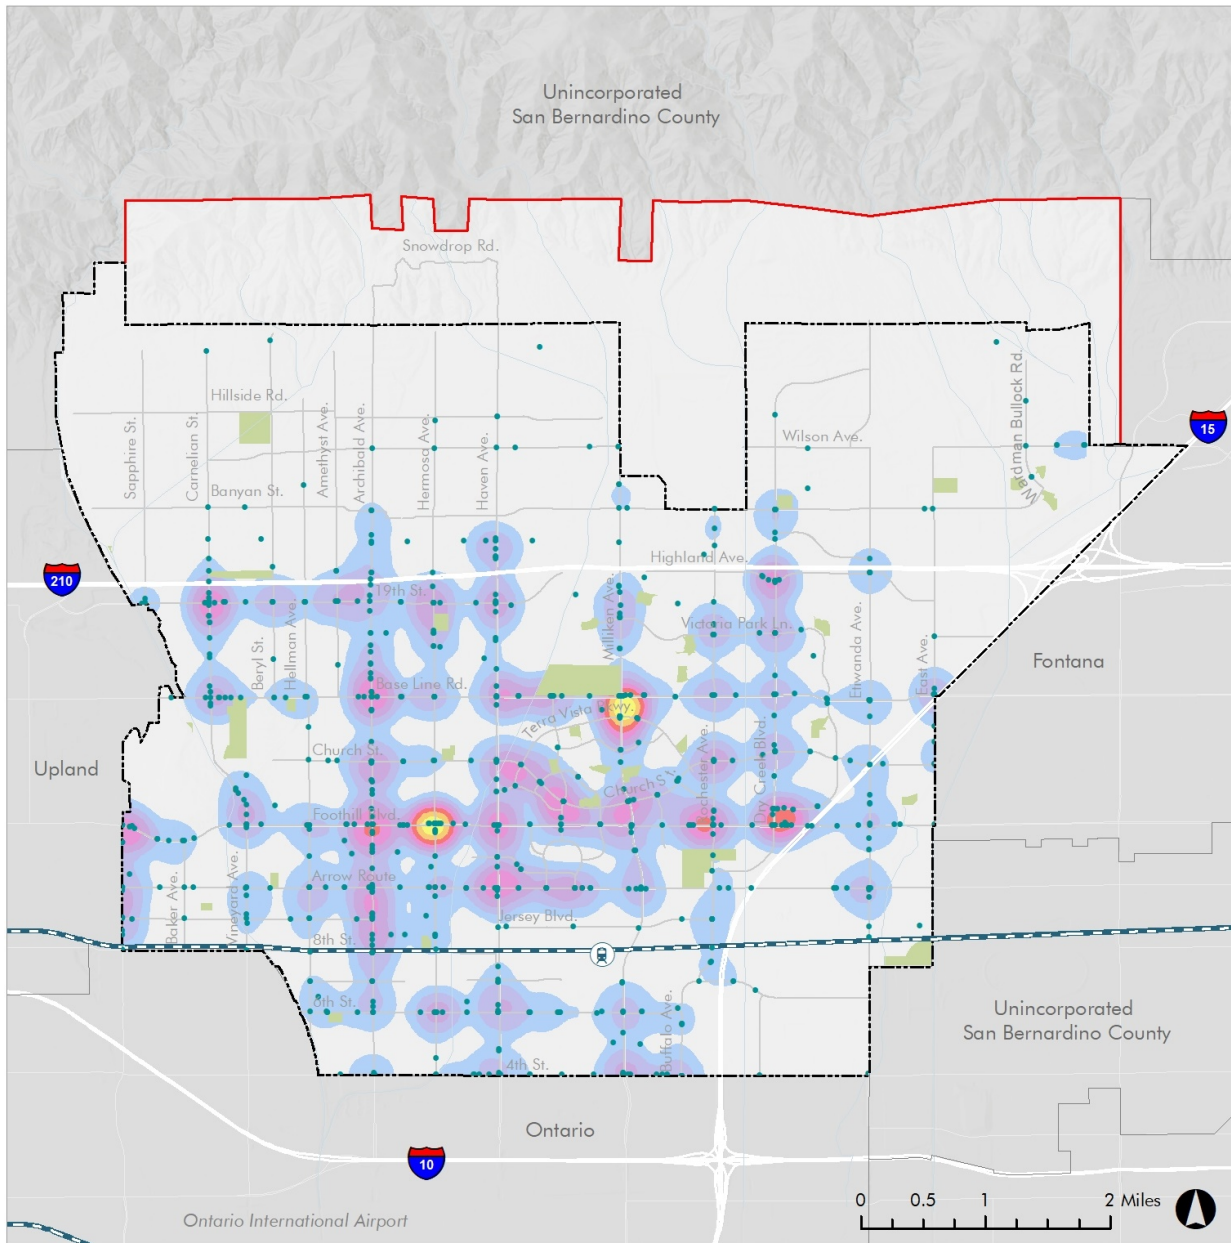 Unincorporated
San Bernardino County
Snowdrop Rd.
Hillside Rd.
Sapphire St.
Carnelian St.
Amethyst Ave.
Archibald Ave.
Hermosa Ave.
Haven Ave.
Wilson Ave.
Wardman Bullock Rd.
15
Banyan St.
Highland Ave.
210
19th St.
Milliken Ave.
Victoria Park Ln.
Beryl St.
Hellman Ave.
Etiwanda Ave.
East Ave.
Fontana
Base Line Rd.
Terra Vista Pkwy.
Upland
Church St.
Church St.
Rochester Ave.
Dry Creek Blvd.
Foothill Blvd.
Arrow Route
Baker Ave.
Vineyard Ave.
Jersey Blvd.
8th St.
6th St.
Buffalo Ave.
Unincorporated
San Bernardino County
4th St.
Ontario
10
0 0.5 1 2 Miles
Ontario International Airport